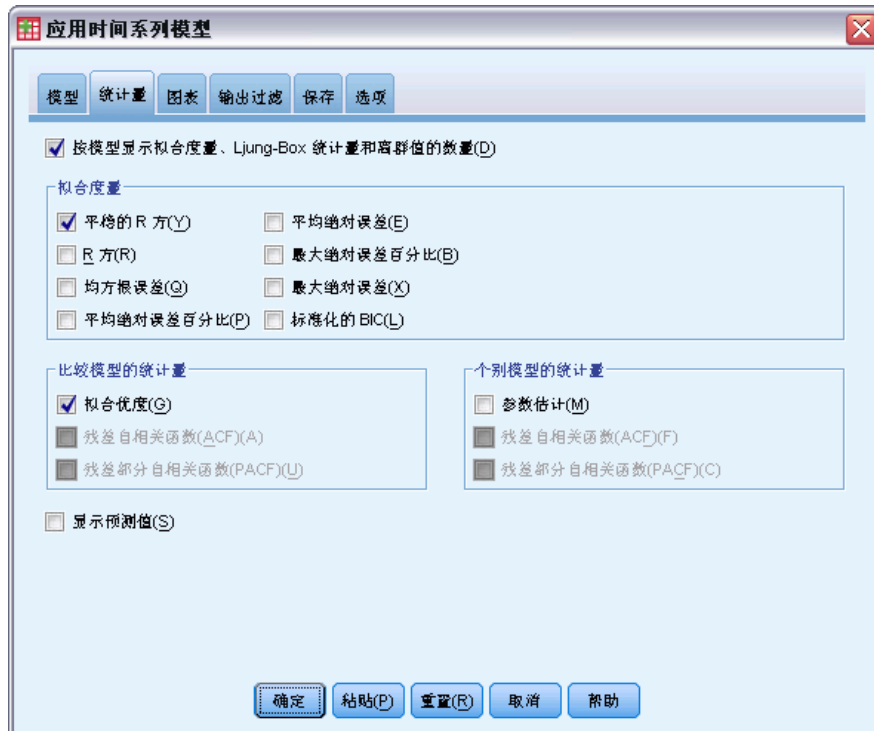 应用时间系列模型
模型 统计量 图表 输出过滤 保存 选项
按模型显示拟合度量、Ljung-Box 统计量和离群值的数量(D)
拟合度量
平稳的 R 方(Y) 平均绝对误差(E)
R 方(R) 最大绝对误差百分比(B)
均方根误差(Q) 最大绝对误差(X)
平均绝对误差百分比(P) 标准化的 BIC(L)
比较模型的统计量 个别模型的统计量
拟合优度(G) 参数估计(M)
残差自相关函数(ACF)(A) 残差自相关函数(ACF)(F)
残差部分自相关函数(PACF)(U) 残差部分自相关函数(PACF)(C)
显示预测值(S)
确定 粘贴(P) 重置(R) 取消 帮助